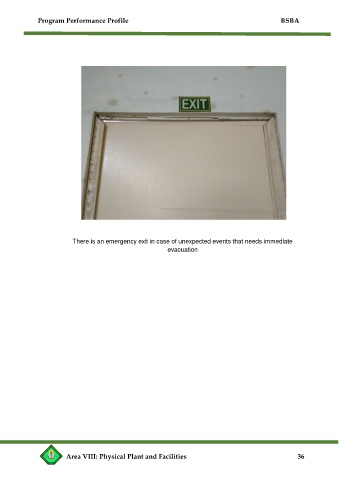 Program Performance Profile BSBA
EXIT
There is an emergency exit in case of unexpected events that needs immediate
evacuation
Area VIII: Physical Plant and Facilities 36